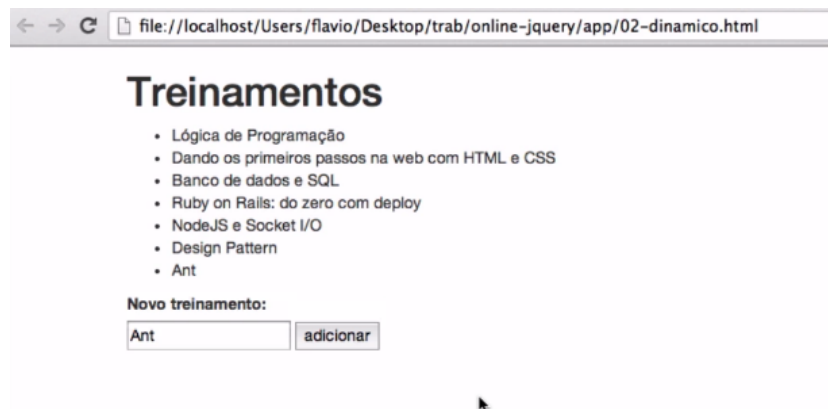 file://localhost/Users/flavio/Desktop/trab/online-jquery/app/02-dinamico.html
Treinamentos
• Lógica de Programação
• Dando os primeiros passos na web com HTML e CSS
• Banco de dados e SQL
• Ruby on Rails: do zero com deploy
• NodeJS e Socket I/O
• Design Pattern
• Ant
Novo treinamento:
Ant adicionar